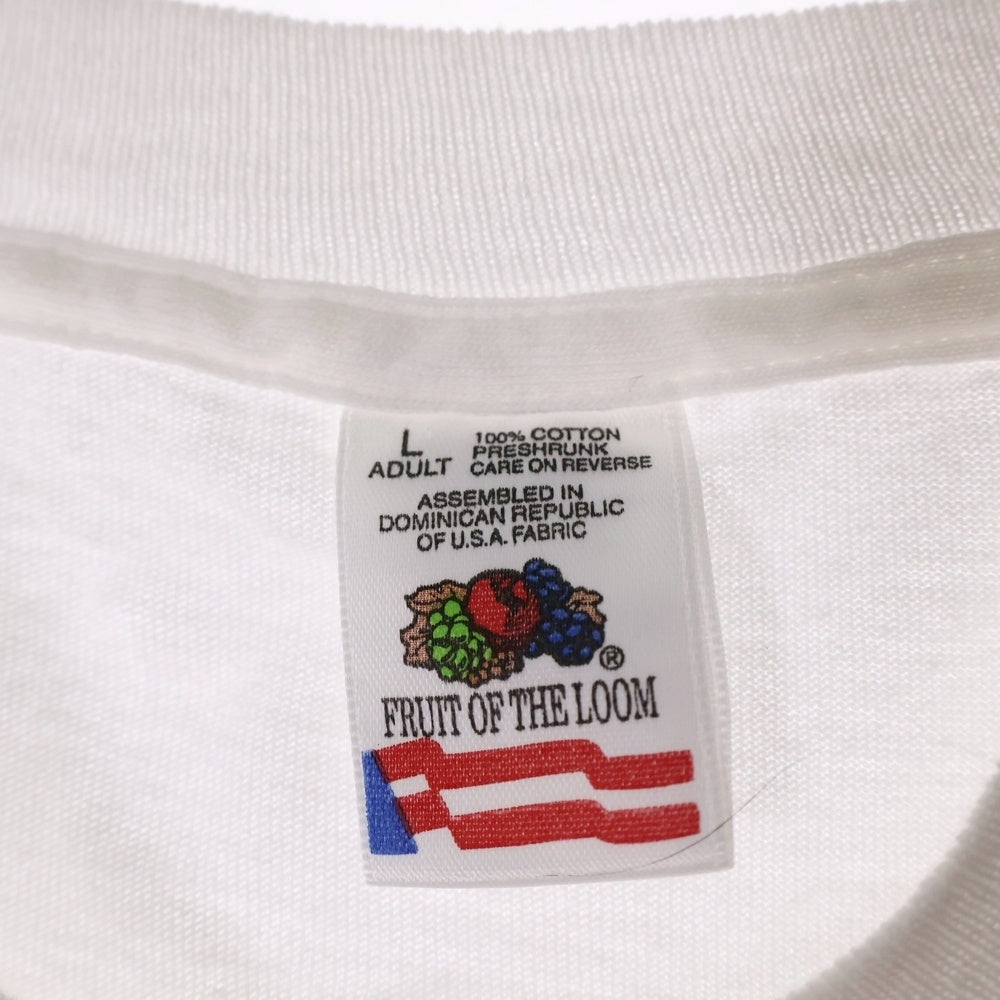 L
ADULT
100% COTTON
PRESHRUNK
CARE ON REVERSE
ASSEMBLED IN
DOMINICAN REPUBLIC
OF U.S.A. FABRIC
®
FRUIT OF THE LOOM